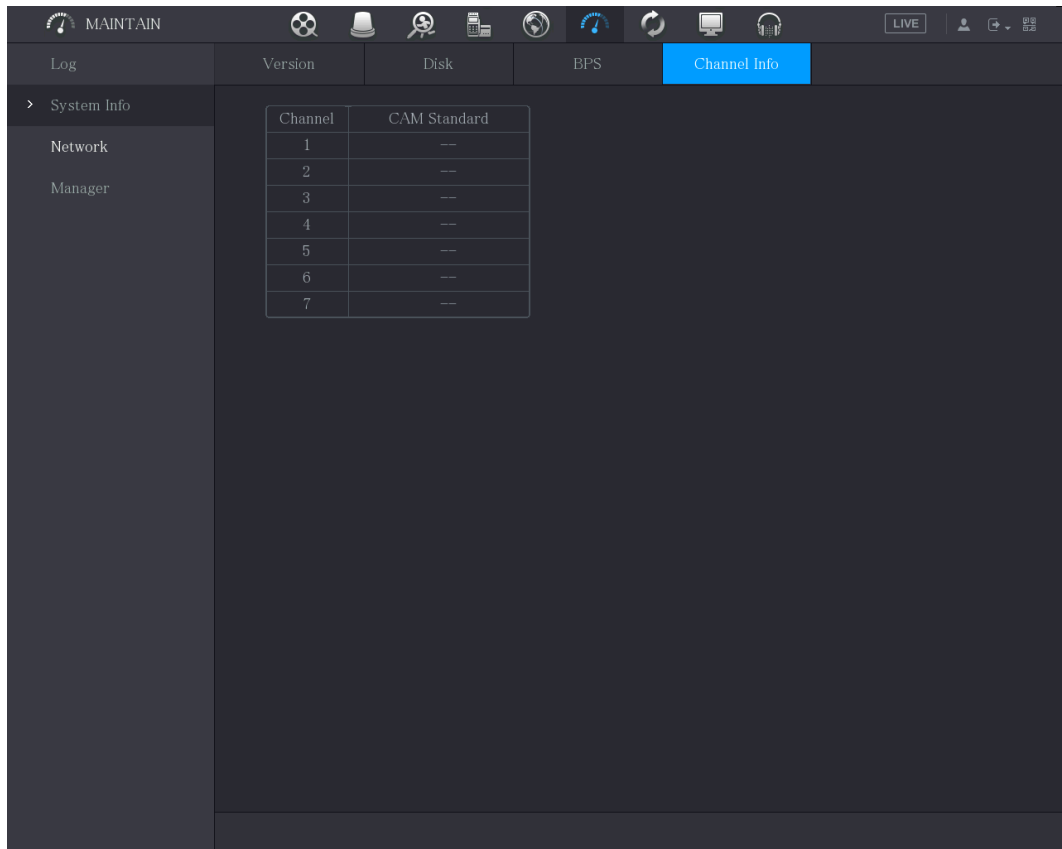 MAINTAIN
LIVE
Log
Version Disk BPS Channel Info
System Info
Network
Manager
Channel CAM Standard
1 --
2 --
3 --
4 --
5 --
6 --
7 --